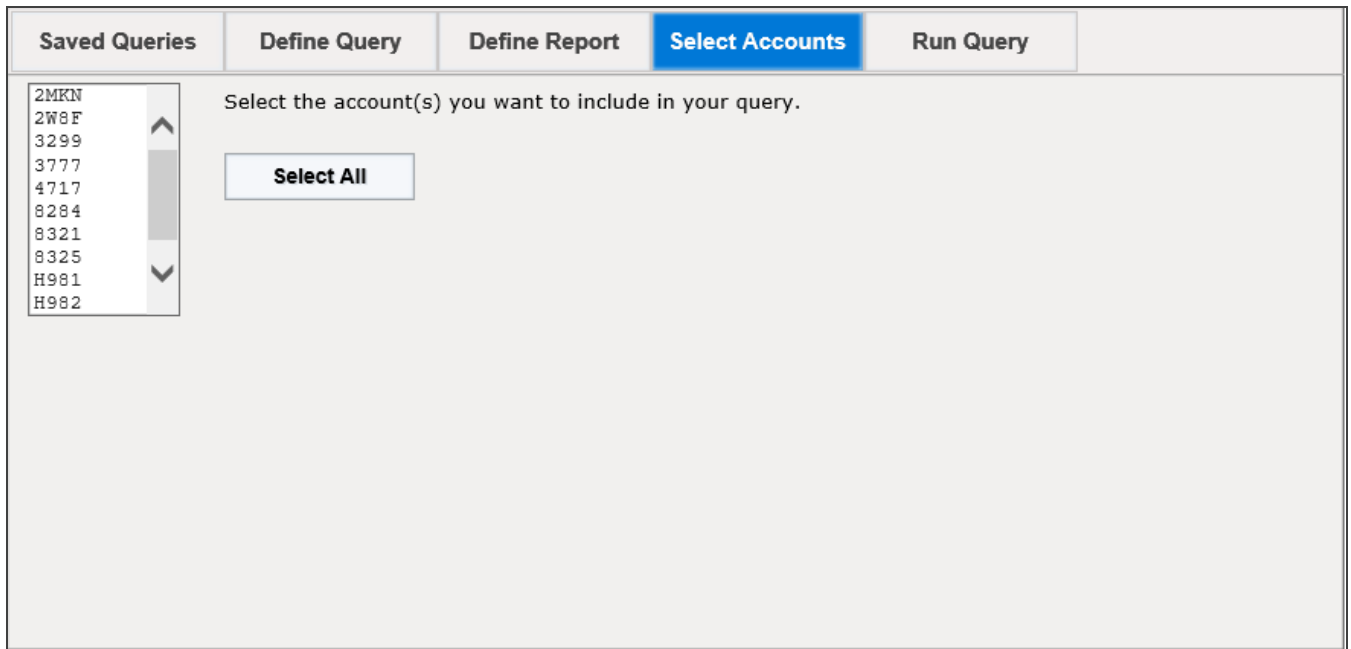 Saved Queries Define Query Define Report Select Accounts Run Query
2MKN
2W8F
3299
3777
4717
8284
8321
8325
H981
H982
Select the account(s) you want to include in your query.
Select All